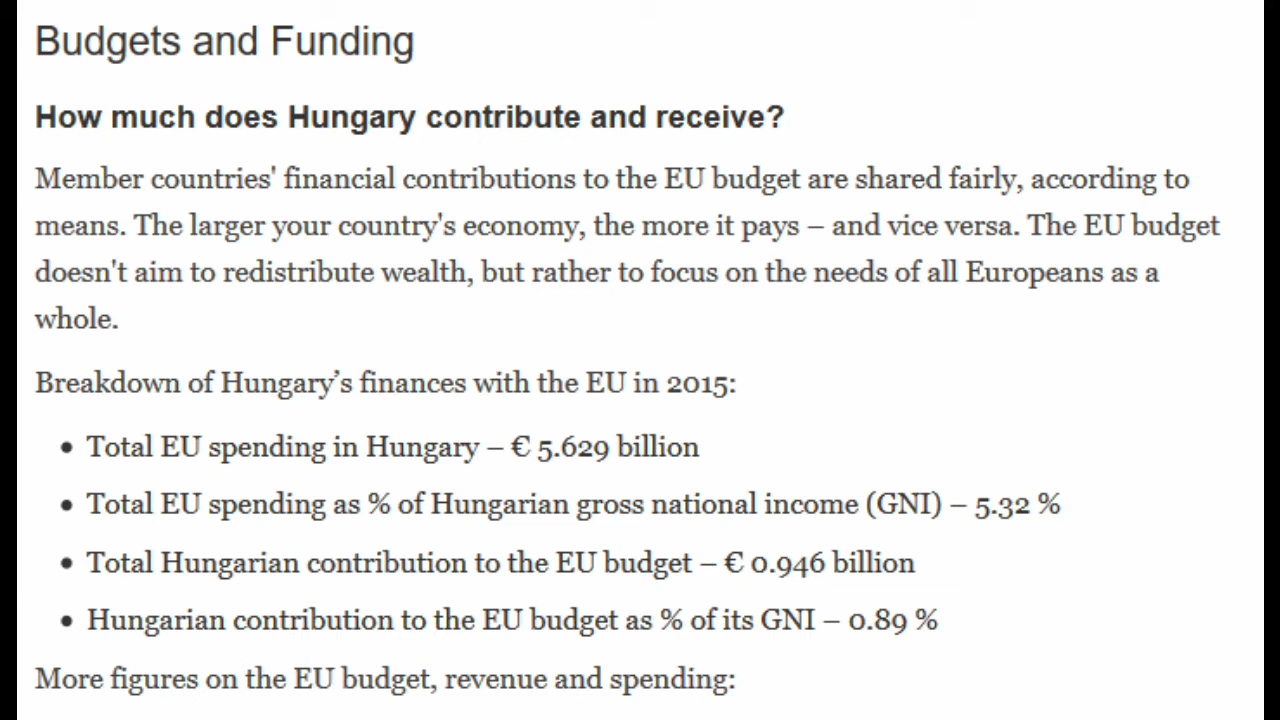 Budgets and Funding
How much does Hungary contribute and receive?
Member countries' financial contributions to the EU budget are shared fairly, according to
means. The larger your country's economy, the more it pays – and vice versa. The EU budget
doesn't aim to redistribute wealth, but rather to focus on the needs of all Europeans as a
whole.
Breakdown of Hungary’s finances with the EU in 2015:
• Total EU spending in Hungary – € 5.629 billion
• Total EU spending as % of Hungarian gross national income (GNI) – 5.32 %
• Total Hungarian contribution to the EU budget – € 0.946 billion
• Hungarian contribution to the EU budget as % of its GNI – 0.89 %
More figures on the EU budget, revenue and spending: